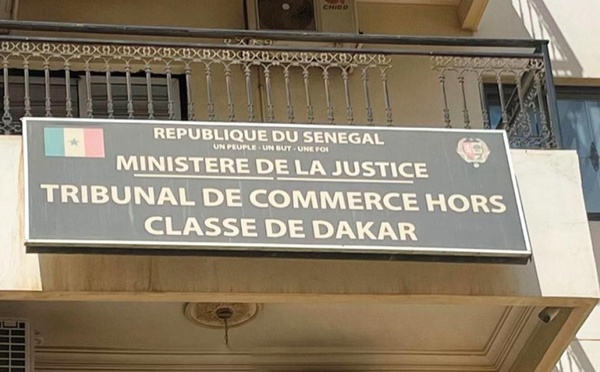 CHIGO
REPUBLIQUE DU SENEGAL
UN PEUPLE - UN BUT - UNE FOI
MINISTERE DE LA JUSTICE
TRIBUNAL DE COMMERCE HORS
CLASSE DE DAKAR